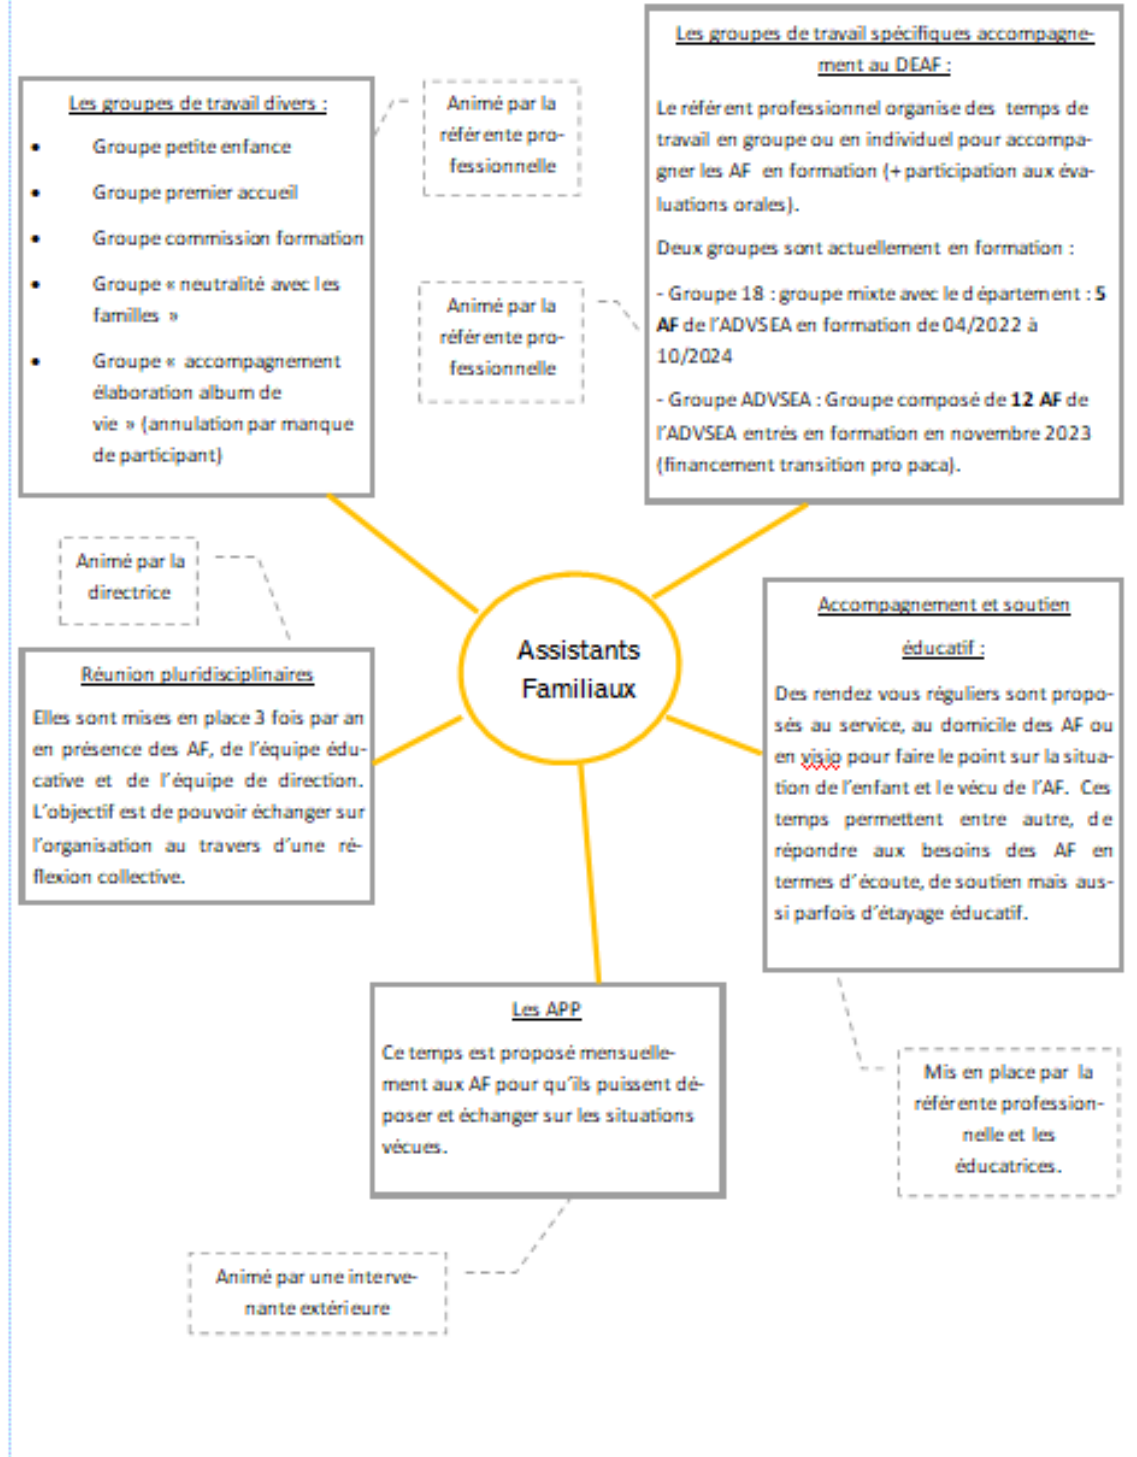 Les groupes de travail divers :
• Groupe petite enfance
• Groupe premier accueil
• Groupe commission formation
• Groupe « neutralité avec les
familles »
• Groupe « accompagnement
élaboration album de
vie » (annulation par manque
de participant)
Animé par la
référente pro-
fessionnelle
Les groupes de travail spécifiques accompagne-
ment au DEAF :
Le référent professionnel organise des temps de
travail en groupe ou en individuel pour accompa-
gner les AF en formation (+ participation aux éva-
luations orales).
Deux groupes sont actuellement en formation :
- Groupe 18 : groupe mixte avec le département : 5
AF de l'ADVSEA en formation de 04/2022 à
10/2024
- Groupe ADVSEA : Groupe composé de 12 AF de
l'ADVSEA entrés en formation en novembre 2023
(financement transition pro paca).
Animé par la
référente pro-
fessionnelle
Animé par la
directrice
Réunion pluridisciplinaires
Elles sont mises en place 3 fois par an
en présence des AF, de l'équipe édu-
cative et de l'équipe de direction.
L'objectif est de pouvoir échanger sur
l'organisation au travers d'une ré-
flexion collective.
Assistants
Familiaux
Accompagnement et soutien
éducatif :
Des rendez vous réguliers sont propo-
sés au service, au domicile des AF ou
en visio pour faire le point sur la situa-
tion de l'enfant et le vécu de l'AF. Ces
temps permettent entre autre, de
répondre aux besoins des AF en
termes d'écoute, de soutien mais aus-
si parfois d'étayage éducatif.
Les APP
Ce temps est proposé mensuelle-
ment aux AF pour qu'ils puissent dé-
poser et échanger sur les situations
vécues.
Mis en place par la
référente profession-
nelle et les
éducatrices.
Animé par une interve-
nante extérieure